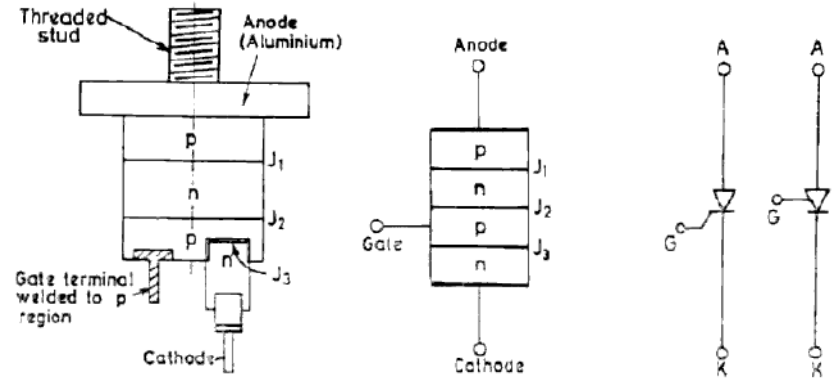 Threaded
stud
Anode
(Aluminium)
p
J1
n
J2
p
n
J3
Gate terminal
welded to p
region
Cathode
Anode
p
J1
n
J2
p
J3
n
Gate
Cathode
A
G
K
A
G
K